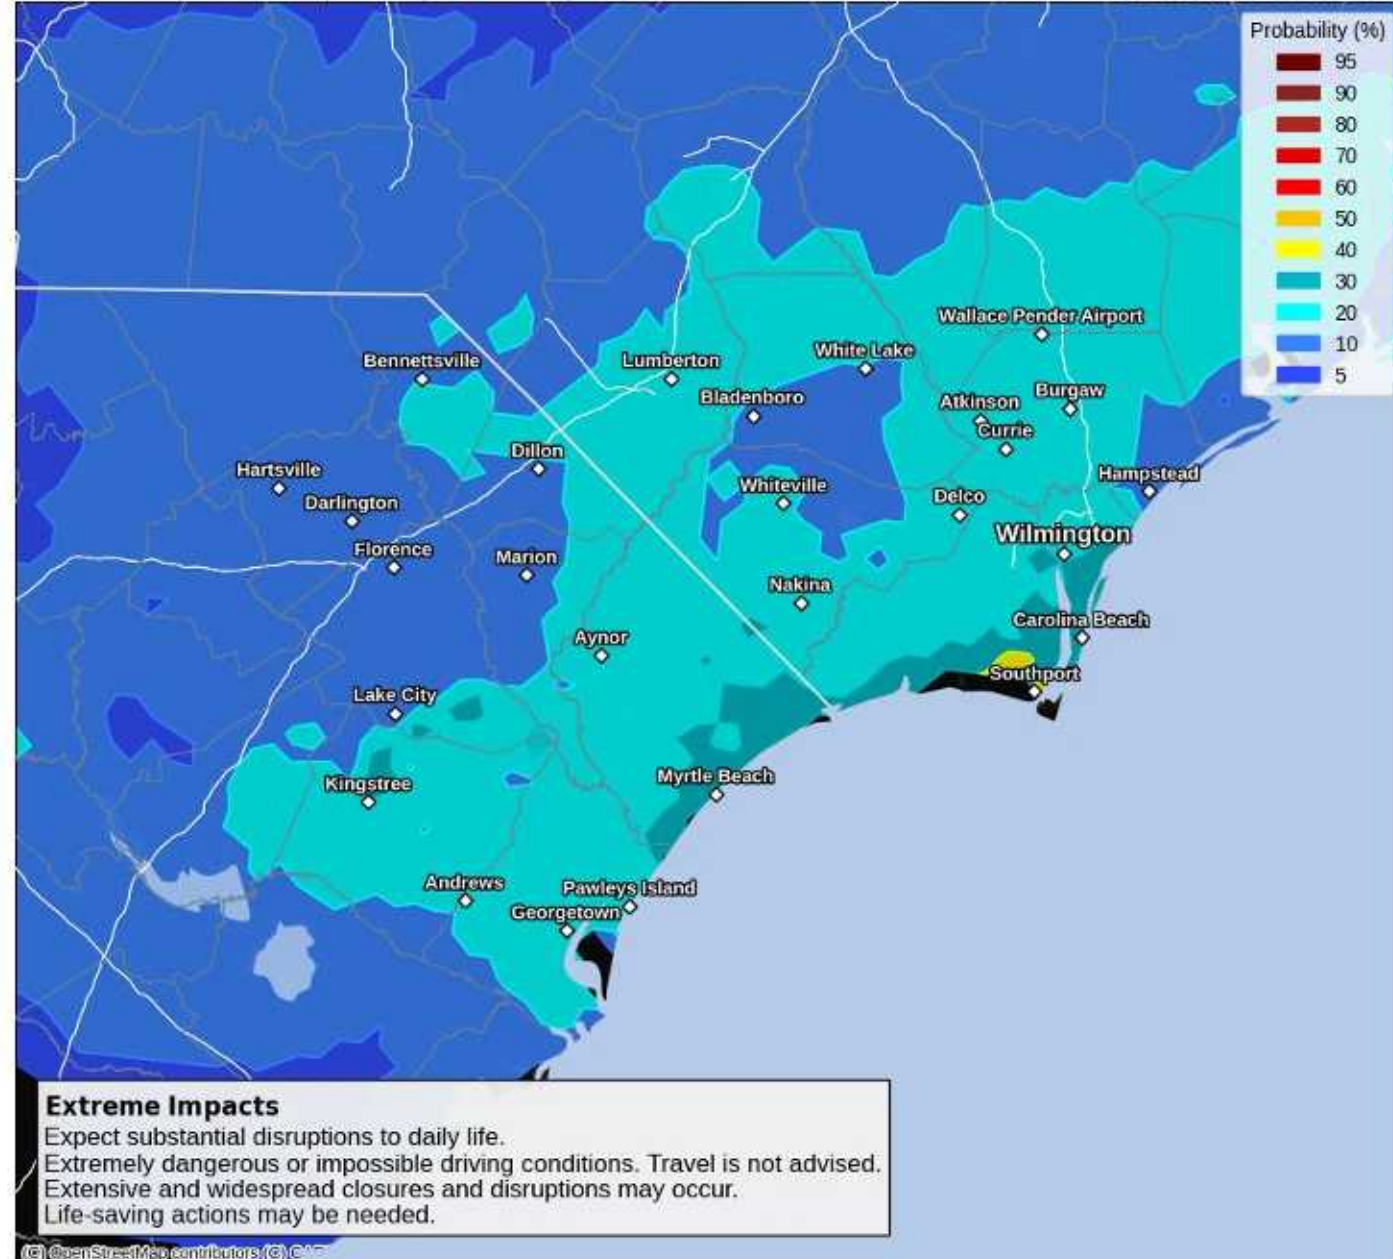 Probability (%)
95
90
80
70
60
50
40
30
20
10
5
Wallace Pender Airport
Bennettsville
Lumberton
White Lake
Bladenboro
Atkinson
Burgaw
Currie
Dillon
Hartsville
Whiteville
Hampstead
Darlington
Delco
Wilmington
Florence
Marion
Nakina
Carolina Beach
Aynor
Southport
Lake City
Myrtle Beach
Kingstree
Andrews
Pawleys Island
Georgetown
Extreme Impacts
Expect substantial disruptions to daily life.
Extremely dangerous or impossible driving conditions. Travel is not advised.
Extensive and widespread closures and disruptions may occur.
Life-saving actions may be needed.
(C) OpenStreetMap contributors (C)